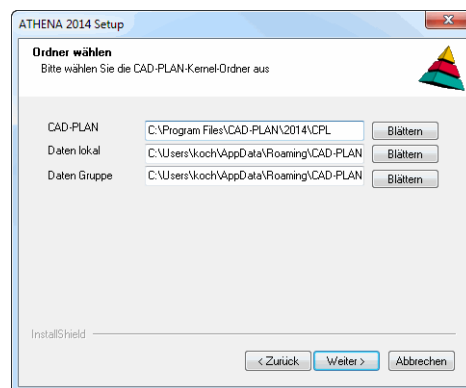 ATHENA 2014 Setup
Ordner wählen
Bitte wählen Sie die CAD-PLAN-Kernel-Ordner aus
CAD-PLAN C:\Program Files\CAD-PLAN\2014\CPL Blättern
Daten lokal C:\Users\koch\AppData\Roaming\CAD-PLAN Blättern
Daten Gruppe C:\Users\koch\AppData\Roaming\CAD-PLAN Blättern
InstallShield
< Zurück Weiter > Abbrechen